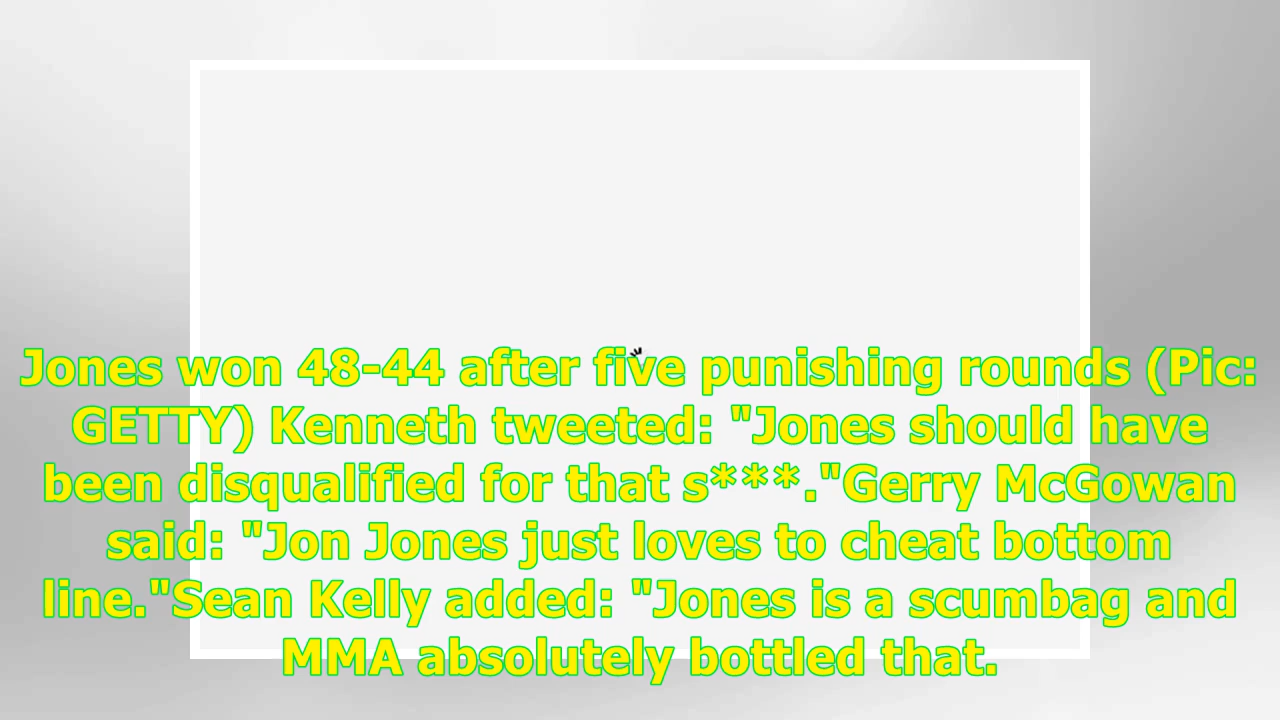 Jones won 48-44 after five punishing rounds (Pic:
GETTY) Kenneth tweeted: "Jones should have
been disqualified for that s***."Gerry McGowan
said: "Jon Jones just loves to cheat bottom
line."Sean Kelly added: "Jones is a scumbag and
MMA absolutely bottled that.